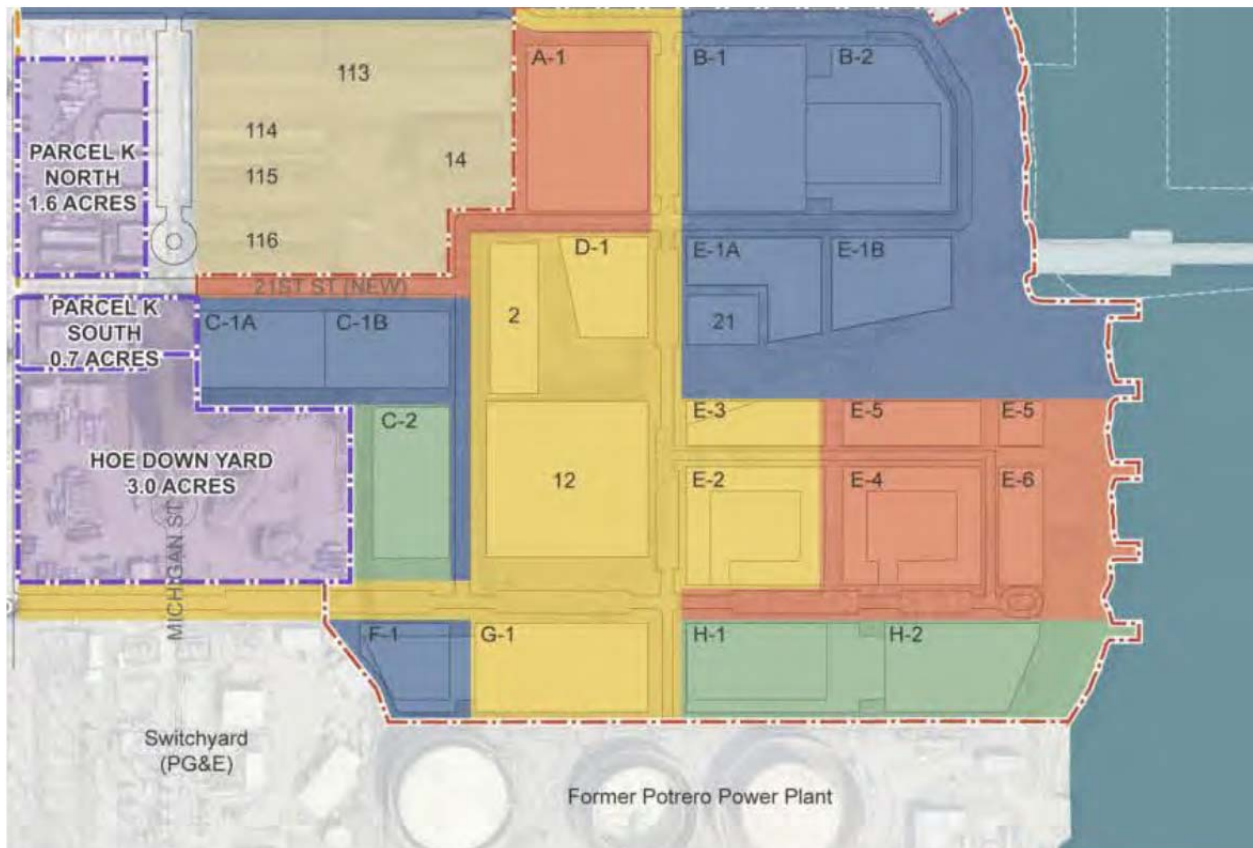 A-1
B-1
B-2
113
114
14
115
116
PARCEL K
NORTH
1.6 ACRES
D-1
E-1A
E-1B
21ST ST (NEW)
PARCEL K
SOUTH
0.7 ACRES
C-1A
C-1B
2
21
C-2
E-3
E-5
E-5
HOE DOWN YARD
3.0 ACRES
12
E-2
E-4
E-6
MICHIGAN ST
F-1
G-1
H-1
H-2
Switchyard
(PG&E)
Former Potrero Power Plant